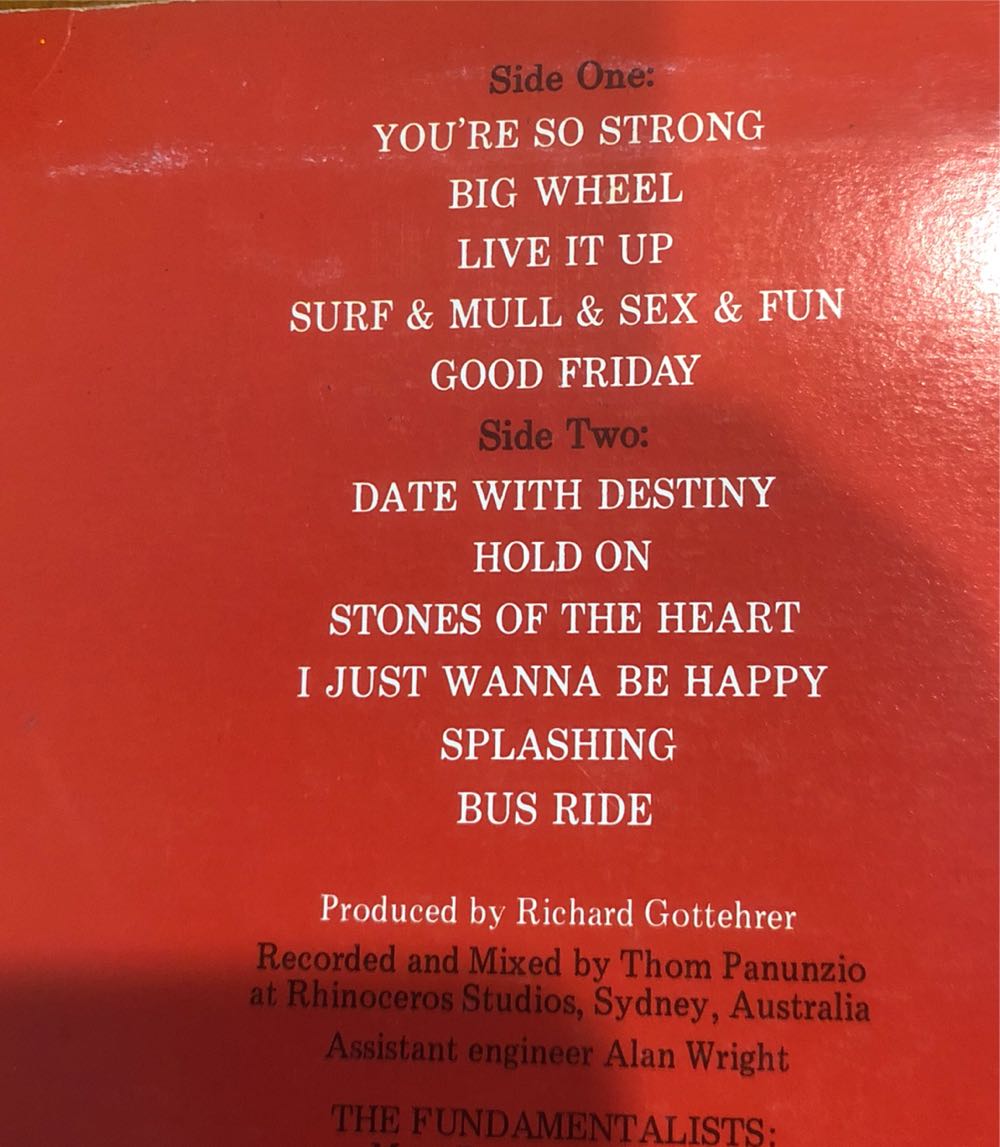 Side One:
YOU'RE SO STRONG
BIG WHEEL
LIVE IT UP
SURF & MULL & SEX & FUN
GOOD FRIDAY
Side Two:
DATE WITH DESTINY
HOLD ON
STONES OF THE HEART
I JUST WANNA BE HAPPY
SPLASHING
BUS RIDE
Produced by Richard Gottehrer
Recorded and Mixed by Thom Panunzio
at Rhinoceros Studios, Sydney, Australia
Assistant engineer Alan Wright
THE FUNDAMENTALISTS: